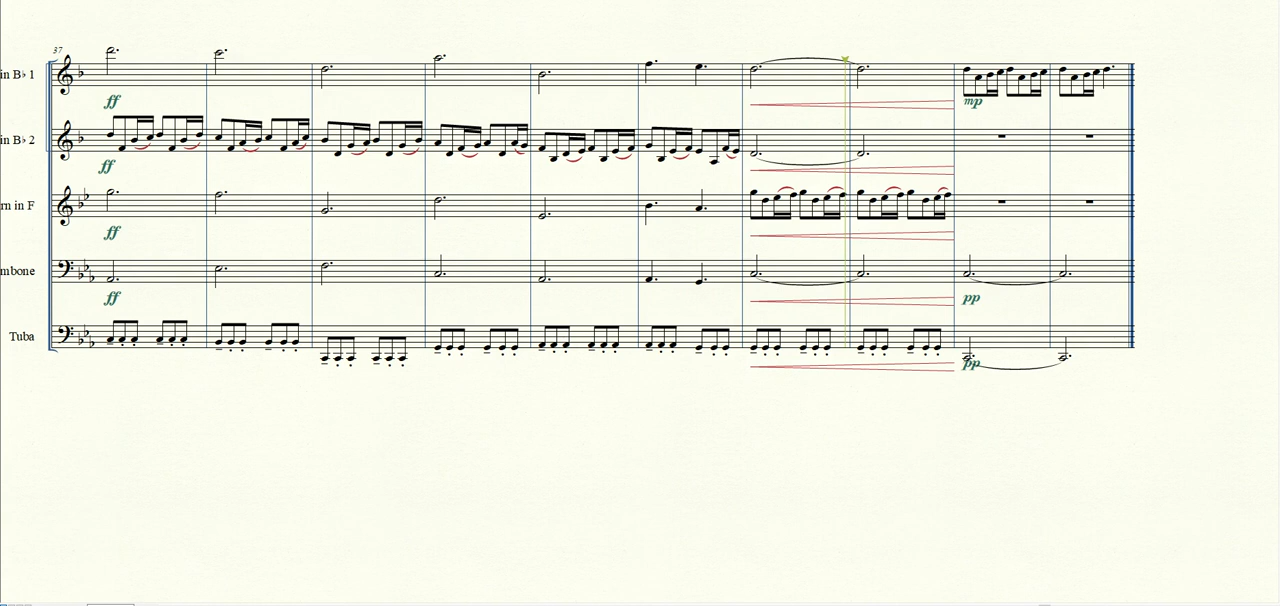 37
in B♭ 1
ff
mp
in B♭ 2
ff
rn in F
ff
mbone
ff
pp
Tuba
pp